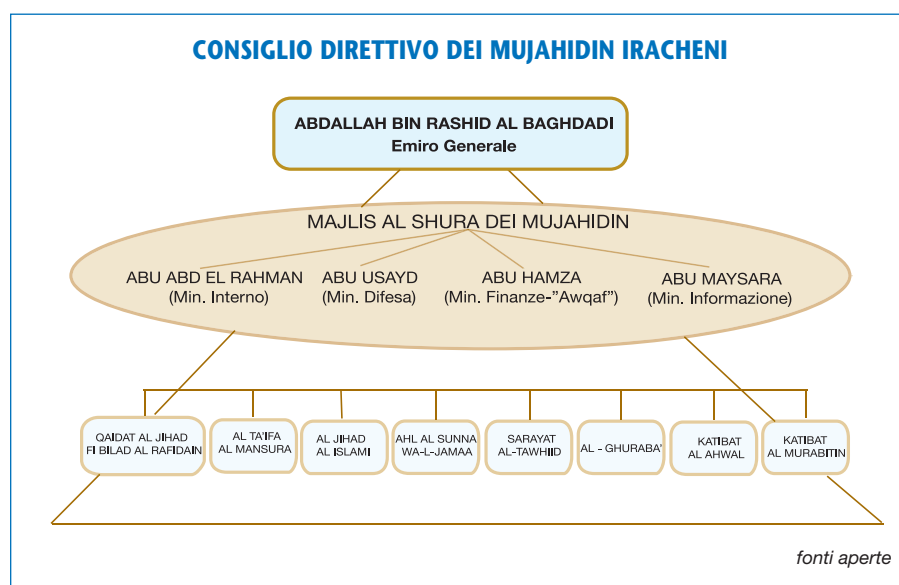 CONSIGLIO DIRETTIVO DEI MUJAHIDIN IRACHENI
ABDALLAH BIN RASHID AL BAGHDADI
Emiro Generale
MAJLIS AL SHURA DEI MUJAHIDIN
ABU ABD EL RAHMAN
(Min. Interno)
ABU USAYD
(Min. Difesa)
ABU HAMZA
(Min. Finanze-”Awqaf”)
ABU MAYSARA
(Min. Informazione)
QAIDAT AL JIHAD
FI BILAD AL RAFIDAIN
AL TA'IFA
AL MANSURA
AL JIHAD
AL ISLAMI
AHL AL SUNNA
WA-L-JAMAA
SARAYAT
AL-TAWHIID
AL - GHURABA'
KATIBAT
AL AHWAL
KATIBAT
AL MURABITIN
fonti aperte